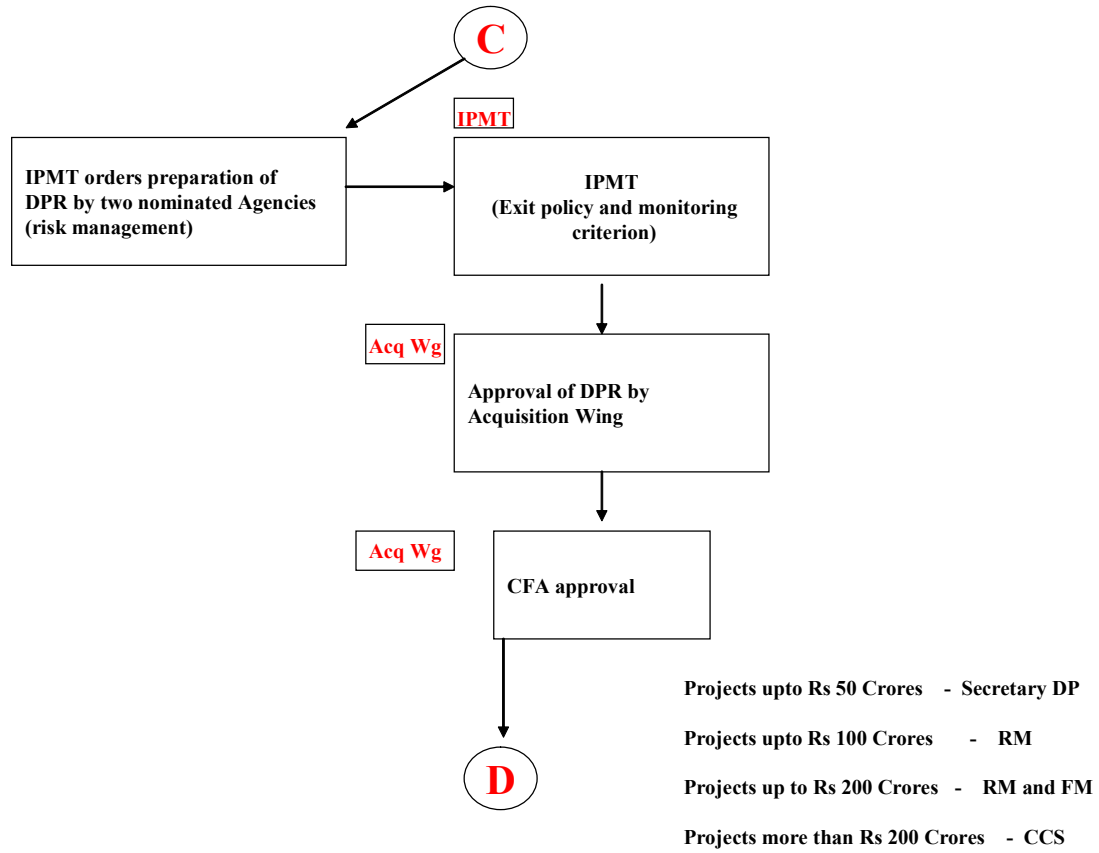 C
IPMT
IPMT orders preparation of
DPR by two nominated Agencies
(risk management)
IPMT
(Exit policy and monitoring
criterion)
Acq Wg
Approval of DPR by
Acquisition Wing
Acq Wg
CFA approval
D
Projects upto Rs 50 Crores - Secretary DP
Projects upto Rs 100 Crores - RM
Projects up to Rs 200 Crores - RM and FM
Projects more than Rs 200 Crores - CCS